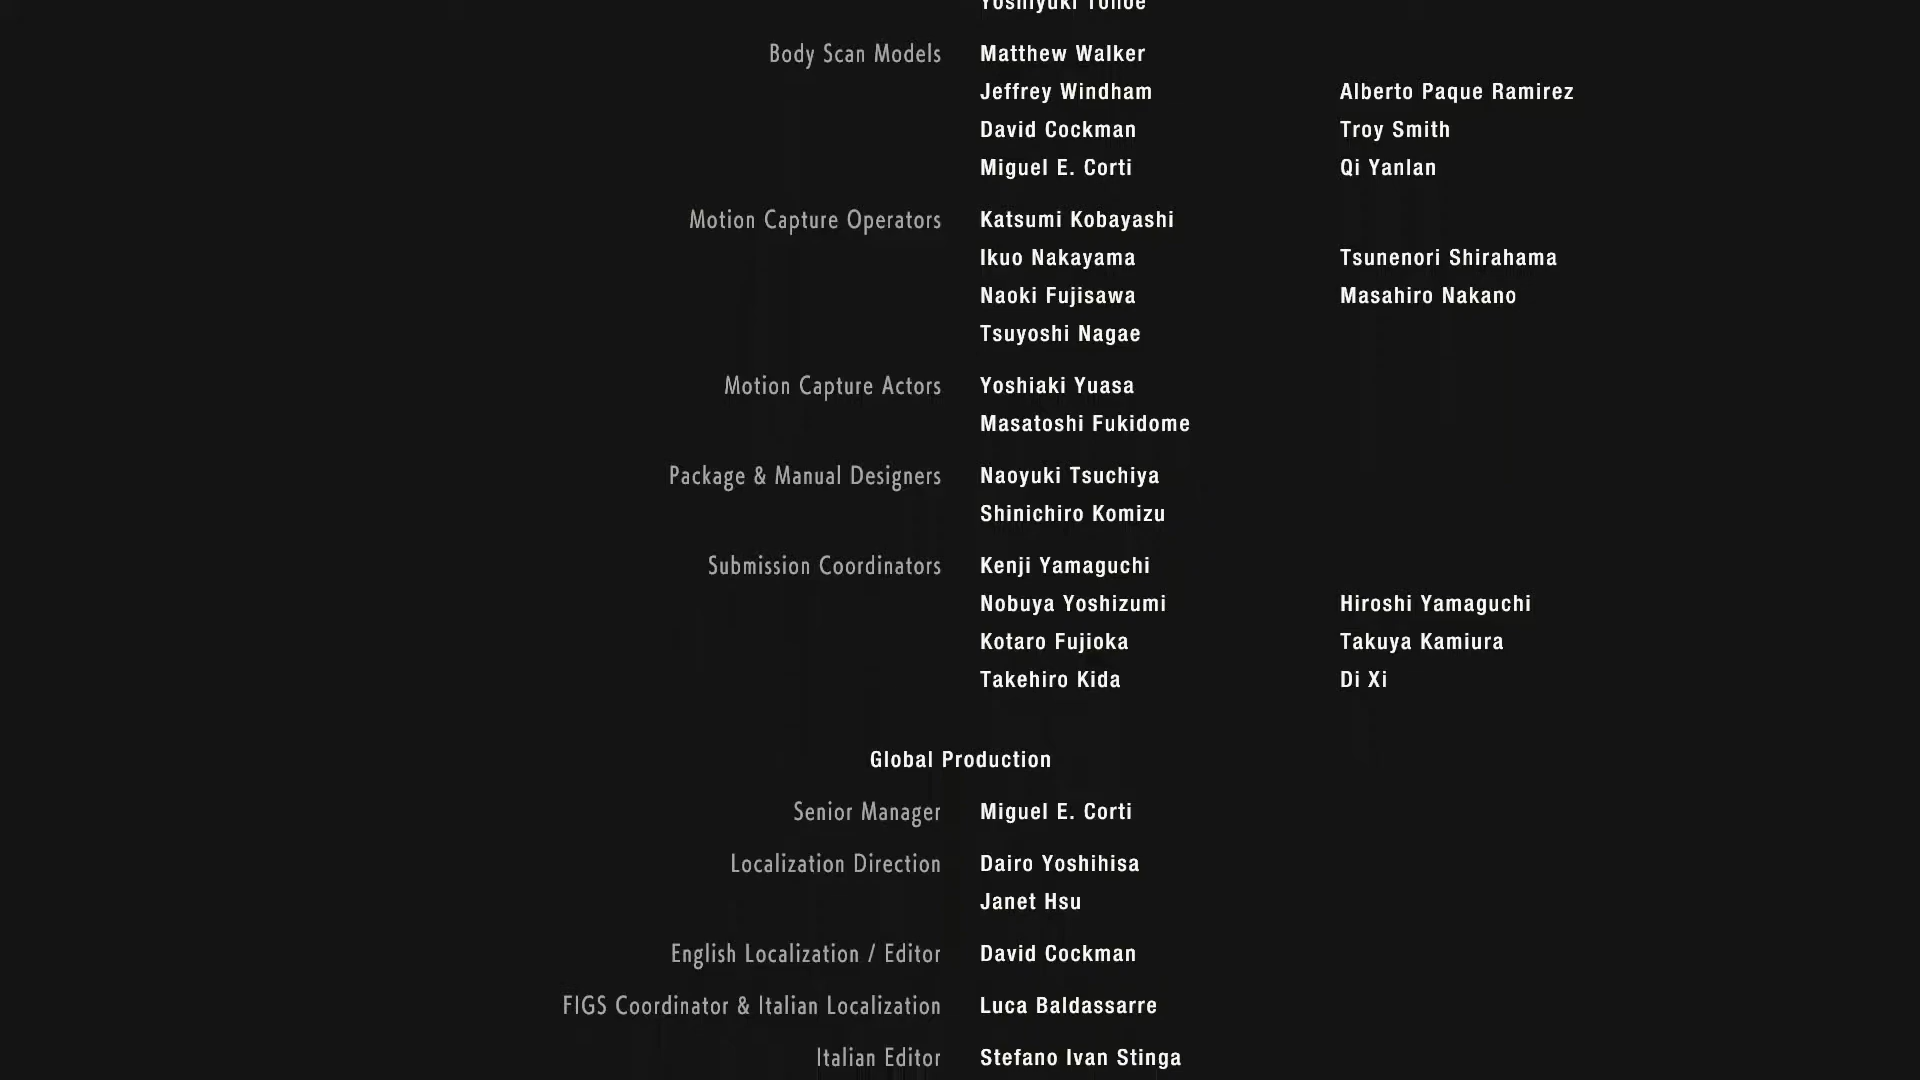 Yoshiyuki Tonoe
Body Scan Models Matthew Walker
Jeffrey Windham Alberto Paque Ramirez
David Cockman Troy Smith
Miguel E. Corti Qi Yanlan
Motion Capture Operators Katsumi Kobayashi
Ikuo Nakayama Tsunenori Shirahama
Naoki Fujisawa Masahiro Nakano
Tsuyoshi Nagae
Motion Capture Actors Yoshiaki Yuasa
Masatoshi Fukidome
Package & Manual Designers Naoyuki Tsuchiya
Shinichiro Komizu
Submission Coordinators Kenji Yamaguchi
Nobuya Yoshizumi Hiroshi Yamaguchi
Kotaro Fujioka Takuya Kamiura
Takehiro Kida Di Xi
Global Production
Senior Manager Miguel E. Corti
Localization Direction Dairo Yoshihisa
Janet Hsu
English Localization / Editor David Cockman
FIGS Coordinator & Italian Localization Luca Baldassarre
Italian Editor Stefano Ivan Stinga